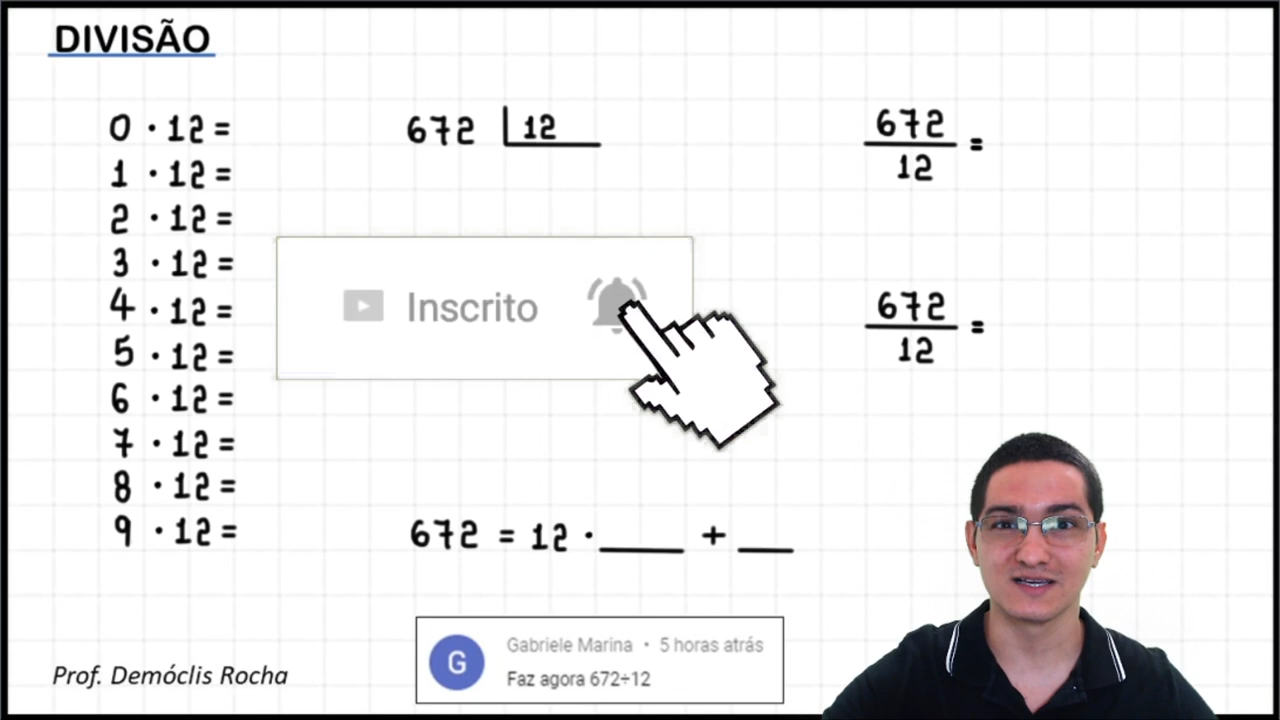 DIVISÃO
0 · 12 =
1 · 12 =
2 · 12 =
3 · 12 =
4 · 12 =
5 · 12 =
6 · 12 =
7 · 12 =
8 · 12 =
9 · 12 =
672 12
Inscrito
672 = 12 · ____ + ___
672
12
=
672
12
=
G
Gabriele Marina • 5 horas atrás
Faz agora 672÷12
Prof. Demóclis Rocha